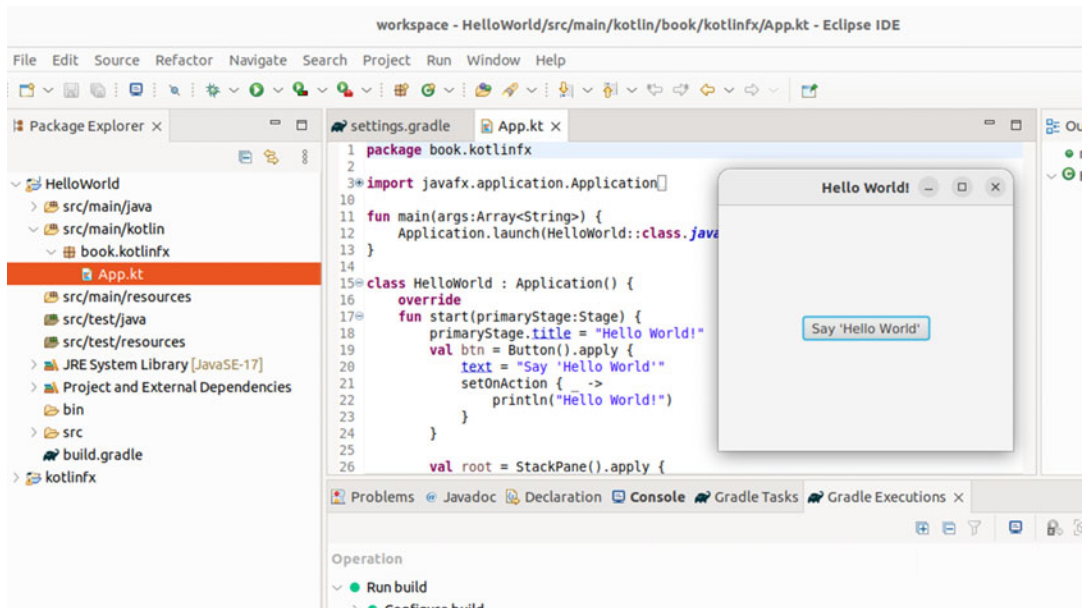 workspace - HelloWorld/src/main/kotlin/book/kotlinfx/App.kt - Eclipse IDE
File Edit Source Refactor Navigate Search Project Run Window Help
Package Explorer
HelloWorld
src/main/java
src/main/kotlin
book.kotlinfx
App.kt
src/main/resources
src/test/java
src/test/resources
JRE System Library [JavaSE-17]
Project and External Dependencies
bin
src
build.gradle
kotlinfx
settings.gradle App.kt
1 package book.kotlinfx
2
3 import javafx.application.Application
10
11 fun main(args:Array<String>) {
12 Application.launch(HelloWorld::class.java
13 }
14
15 class HelloWorld : Application() {
16 override
17 fun start(primaryStage:Stage) {
18 primaryStage.title = "Hello World!"
19 val btn = Button().apply {
20 text = "Say 'Hello World'"
21 setOnAction { _ ->
22 println("Hello World!")
23 }
24 }
25
26 val root = StackPane().apply {
Hello World!
Say 'Hello World'
Ou
Problems Javadoc Declaration Console Gradle Tasks Gradle Executions
Operation
Run build
Configure build